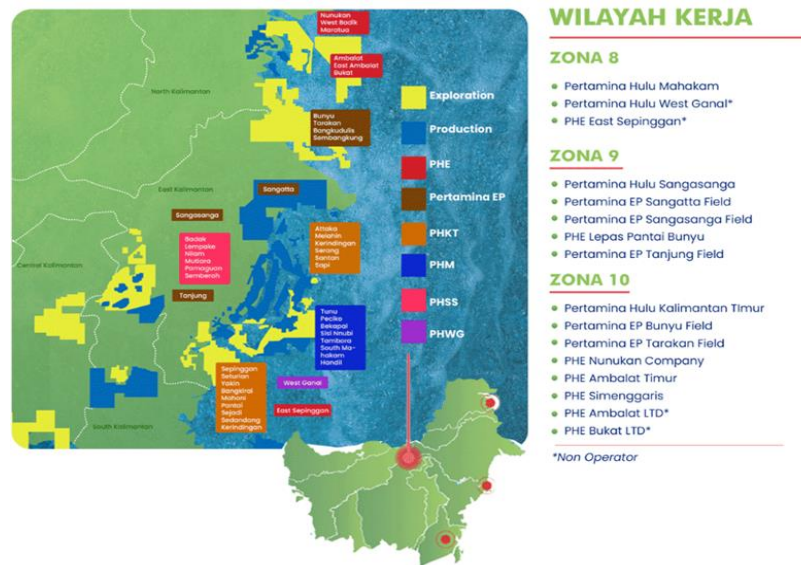 Nunukan
West Badik
Maratua
Ambalat
East Ambalat
Bukat
North Kalimantan
Bunyu
Tarakan
Bangkudulis
Sembangkung
East Kalimantan
Sangatta
Sangasanga
Badak
Lempake
Nilam
Mutiara
Pamaguan
Semberah
Attaka
Melahin
Kerindingan
Serang
Santan
Sapi
Central Kalimantan
Tanjung
Tunu
Peciko
Bekapai
Sisi Nnubi
Tambora
South Ma-
hakam
Handil
Sepinggan
Seturian
Yakin
Bangkirai
Mahoni
Pantai
Sejadi
Sedandang
Kerindingan
West Ganal
East Sepinggan
South Kalimantan
Exploration
Production
PHE
Pertamina EP
PHKT
PHM
PHSS
PHWG
WILAYAH KERJA
ZONA 8
Pertamina Hulu Mahakam
Pertamina Hulu West Ganal*
PHE East Sepinggan*
ZONA 9
Pertamina Hulu Sangasanga
Pertamina EP Sangatta Field
Pertamina EP Sangasanga Field
PHE Lepas Pantai Bunyu
Pertamina EP Tanjung Field
ZONA 10
Pertamina Hulu Kalimantan TImur
Pertamina EP Bunyu Field
Pertamina EP Tarakan Field
PHE Nunukan Company
PHE Ambalat Timur
PHE Simenggaris
PHE Ambalat LTD*
PHE Bukat LTD*
*Non Operator